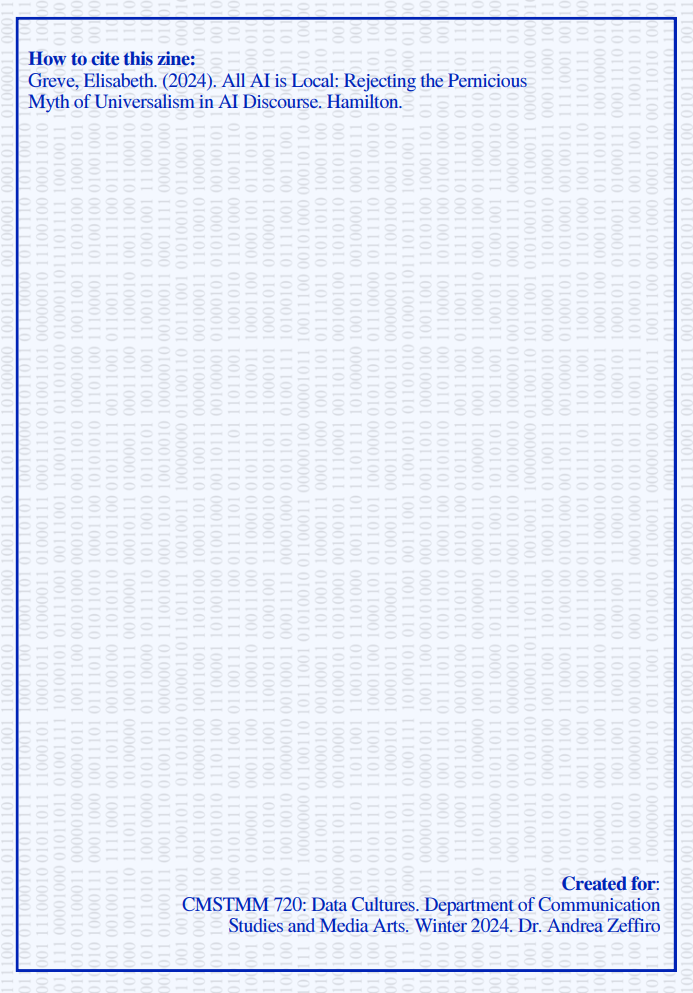 How to cite this zine:
Greve, Elisabeth. (2024). All AI is Local: Rejecting the Pernicious
Myth of Universalism in AI Discourse. Hamilton.
Created for:
CMSTMM 720: Data Cultures. Department of Communication
Studies and Media Arts. Winter 2024. Dr. Andrea Zeffiro